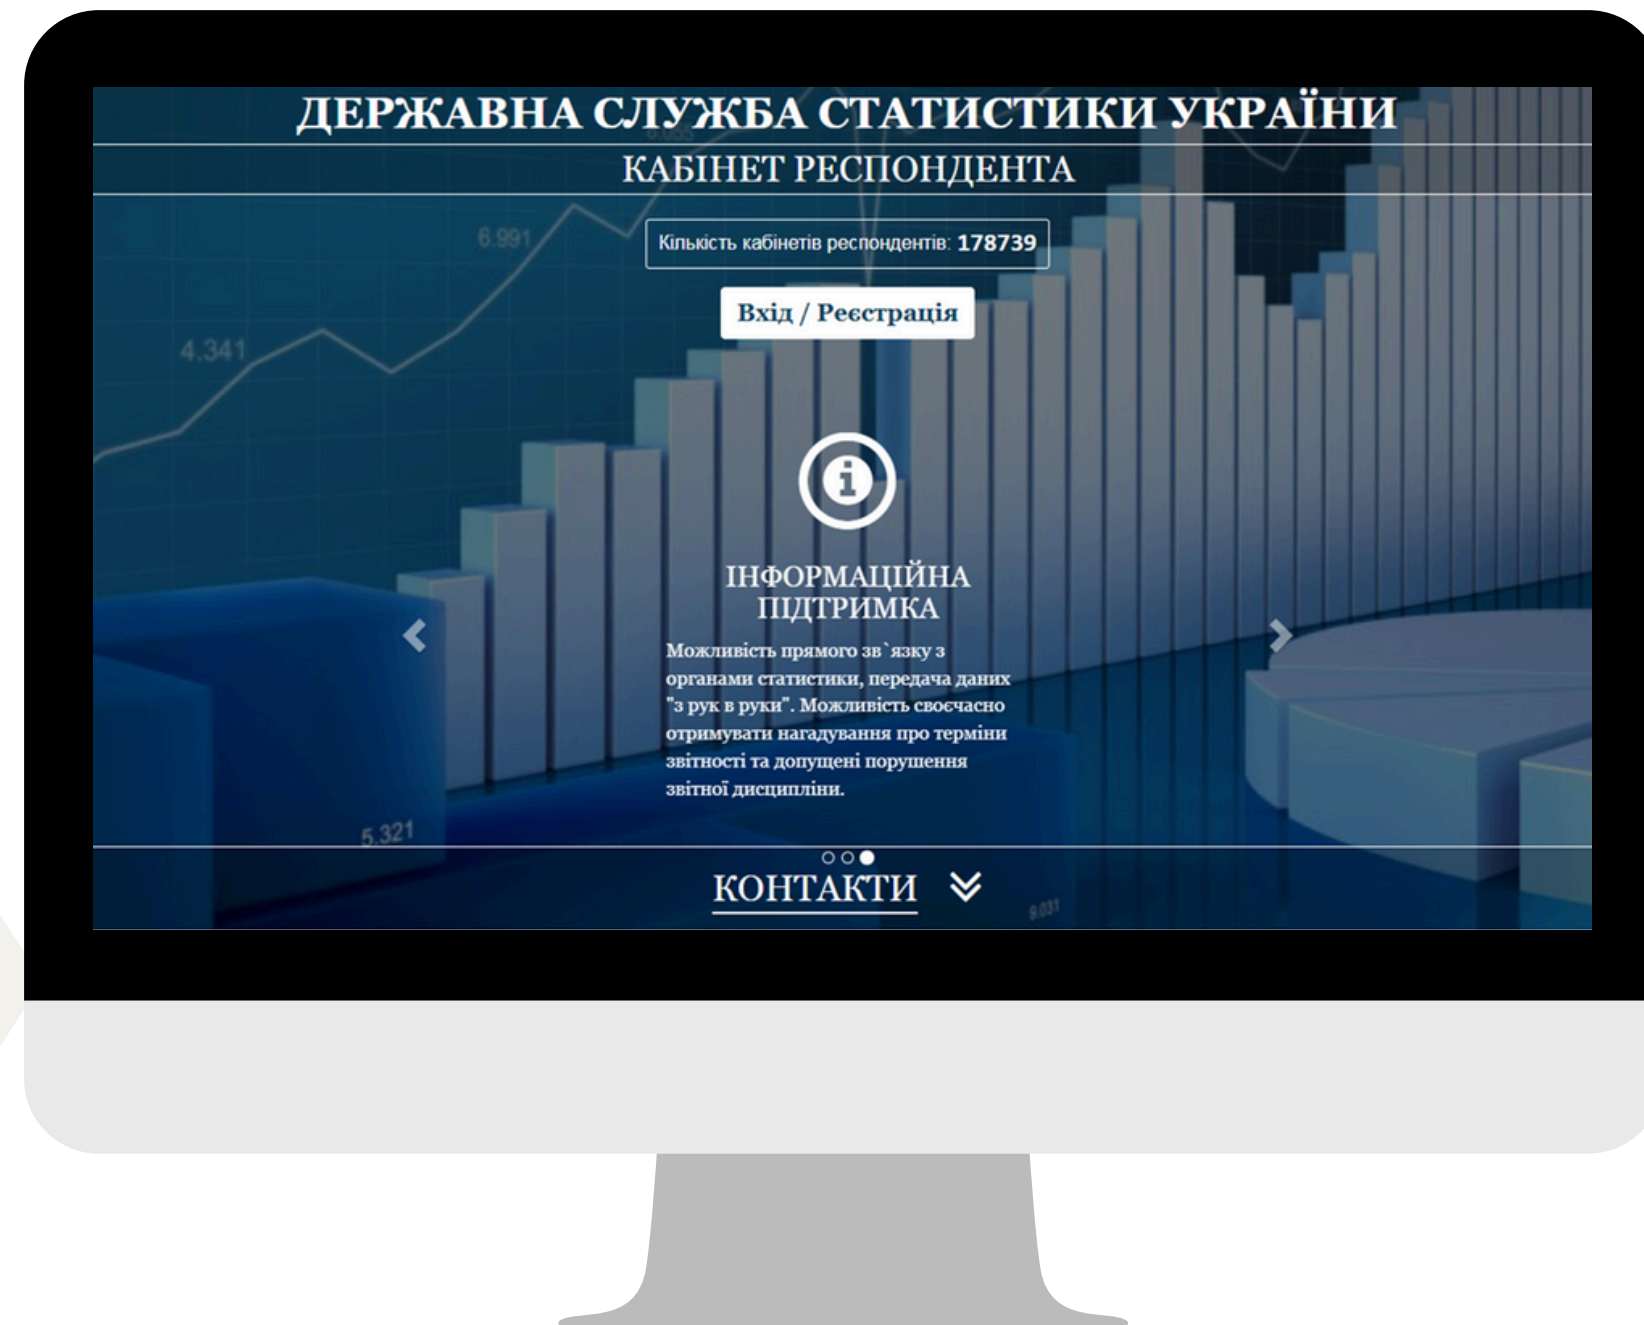 ДЕРЖАВНА СЛУЖБА СТАТИСТИКИ УКРАЇНИ
КАБІНЕТ РЕСПОНДЕНТА
Кількість кабінетів респондентів: 178739
Вхід / Реєстрація
6.991
4.341
ІНФОРМАЦІЙНА
ПІДТРИМКА
Можливість прямого зв`язку з
органами статистики, передача даних
"з рук в руки". Можливість своєчасно
отримувати нагадування про терміни
звітності та допущені порушення
звітної дисципліни.
5.321
КОНТАКТИ
9.031